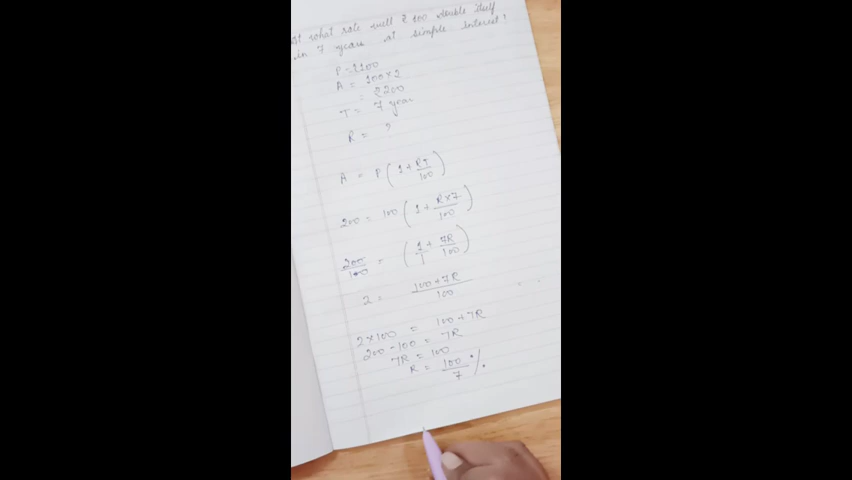 At what rate will ₹100 double itself
in 7 years at simple interest?
P = ₹100
A = 100×2
= ₹200
T = 7 year
R = ?
A = P(1+RT/100)
200 = 100(1+R×7/100)
200/100 = (1/1+7R/100)
2 = 100+7R/100
2×100 = 100+7R
200-100 = 7R
7R = 100
R = 100/7%